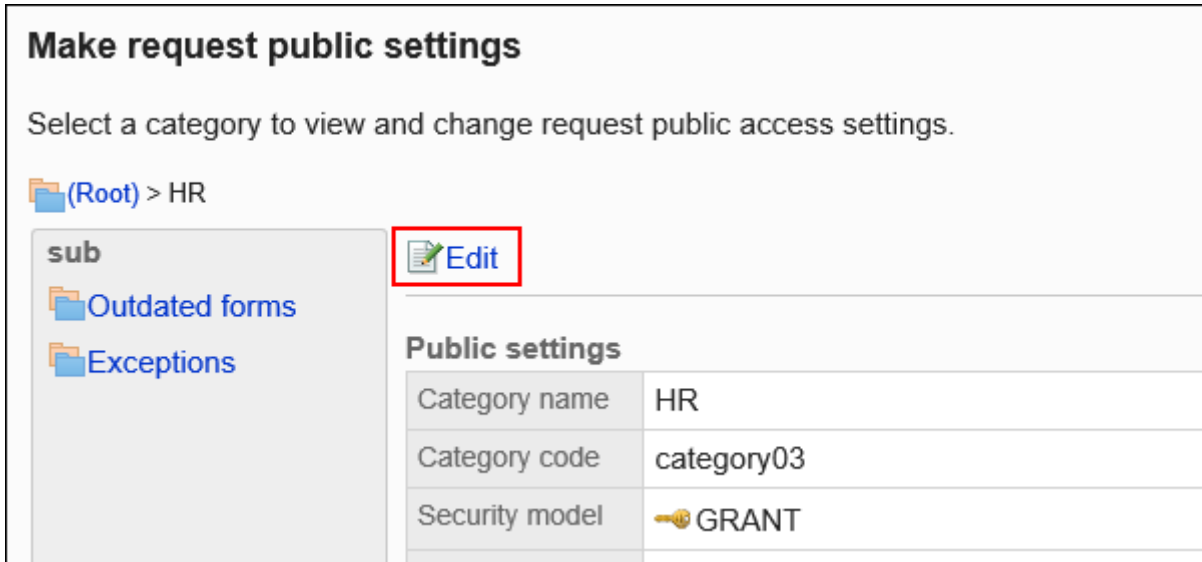 Make request public settings
Select a category to view and change request public access settings.
(Root) > HR
sub
Outdated forms
Exceptions
Edit
Public settings
Category name HR
Category code category03
Security model GRANT